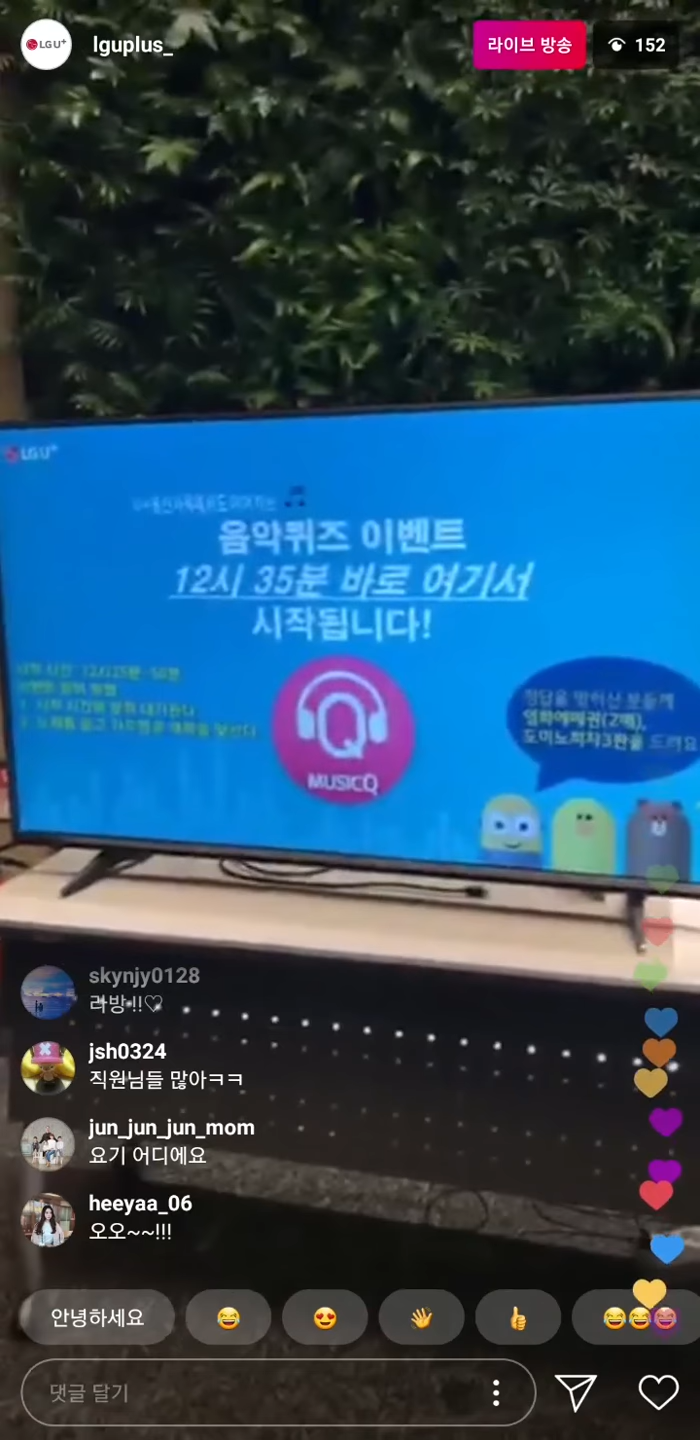 LG U+
lguplus_
라이브 방송
152
LG U+
음악퀴즈 이벤트
12시 35분 바로 여기서
시작됩니다!
Q
MUSICQ
정답을 맞히신 분들께
영화예매권(2매),
도미노피자3판을 드려요
skynjy0128
라방!!♡
jsh0324
직원님들 많아ㅋㅋ
jun_jun_jun_mom
요기 어디에요
heeyaa_06
오오~~!!!
안녕하세요
댓글 달기